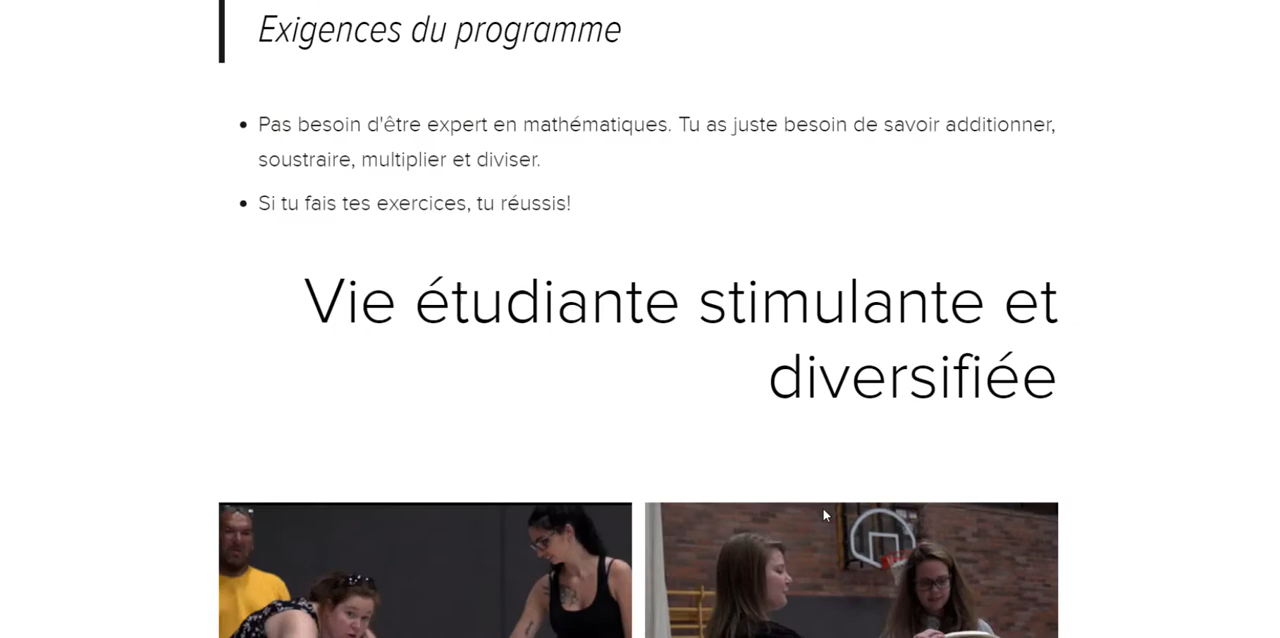 Exigences du programme
Pas besoin d'être expert en mathématiques. Tu as juste besoin de savoir additionner,
soustraire, multiplier et diviser.
Si tu fais tes exercices, tu réussis!
Vie étudiante stimulante et
diversifiée